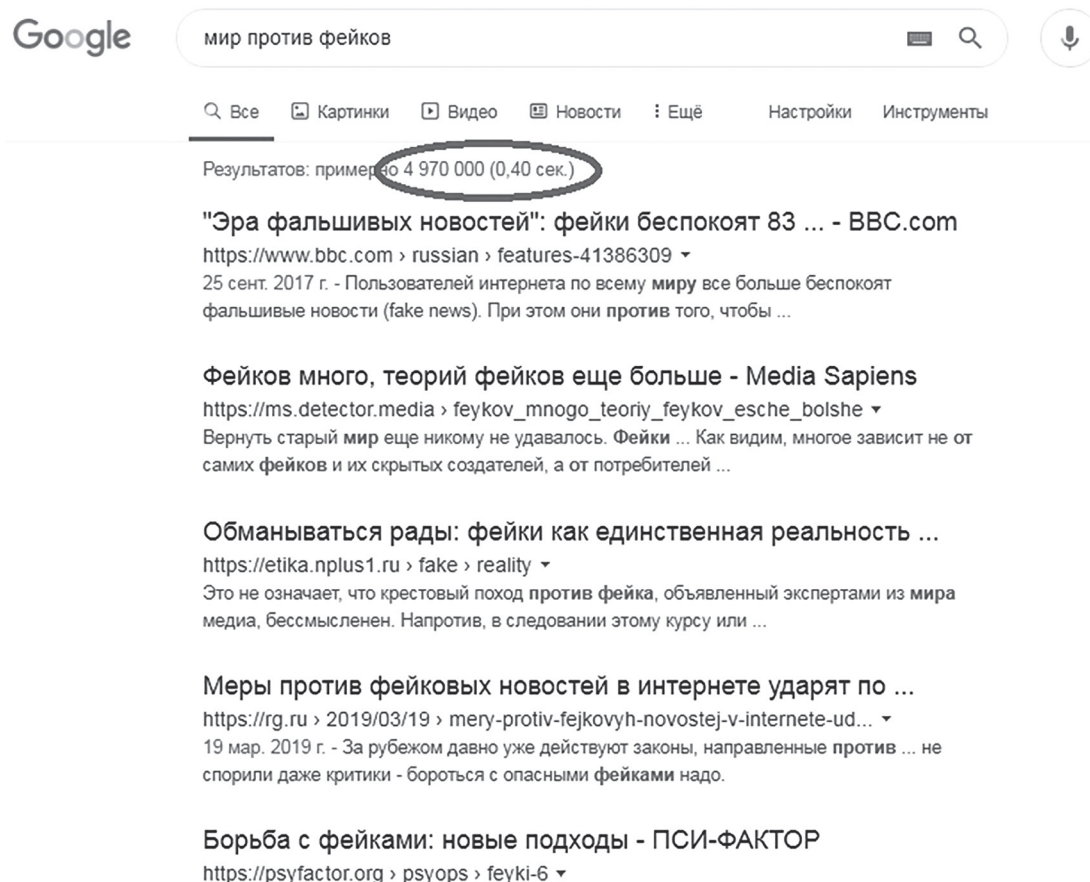 Google
мир против фейков
Все Картинки Видео Новости Ещё Настройки Инструменты
Результатов: примерно 4 970 000 (0,40 сек.)
"Эра фальшивых новостей": фейки беспокоят 83 ... - BBC.com
https://www.bbc.com › russian › features-41386309
25 сент. 2017 г. - Пользователей интернета по всему миру все больше беспокоят
фальшивые новости (fake news). При этом они против того, чтобы ...
Фейков много, теорий фейков еще больше - Media Sapiens
https://ms.detector.media › feykov_mnogo_teoriy_feykov_esche_bolshe
Вернуть старый мир еще никому не удавалось. Фейки ... Как видим, многое зависит не от
самих фейков и их скрытых создателей, а от потребителей ...
Обманываться рады: фейки как единственная реальность ...
https://etika.nplus1.ru › fake › reality
Это не означает, что крестовый поход против фейка, объявленный экспертами из мира
медиа, бессмысленен. Напротив, в следовании этому курсу или ...
Меры против фейковых новостей в интернете ударят по ...
https://rg.ru › 2019/03/19 › mery-protiv-fejkovyh-novostej-v-internete-ud...
19 мар. 2019 г. - За рубежом давно уже действуют законы, направленные против ... не
спорили даже критики - бороться с опасными фейками надо.
Борьба с фейками: новые подходы - ПСИ-ФАКТОР
https://psyfactor.org › psyops › feyki-6